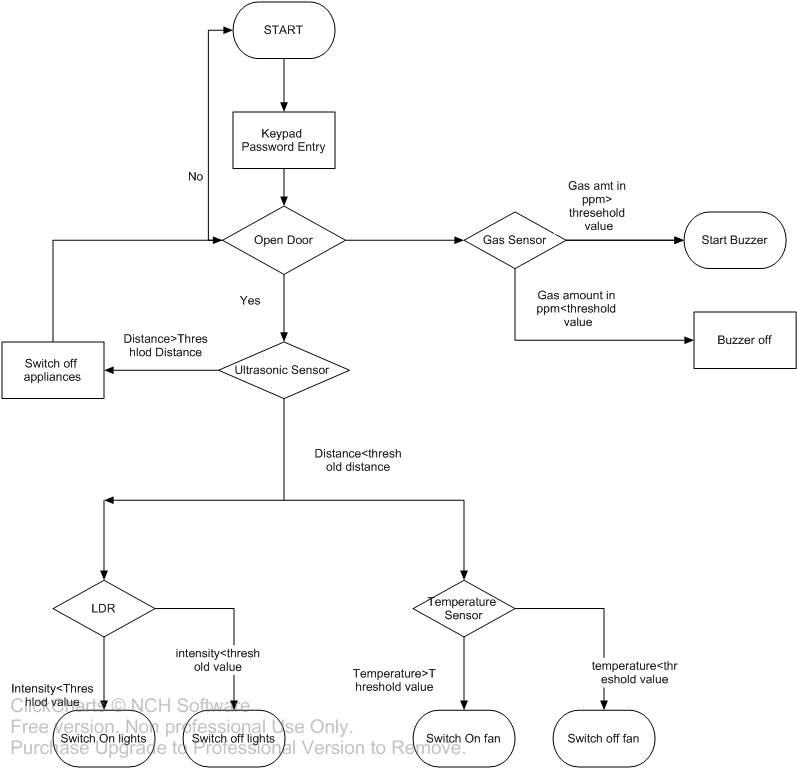 START
Keypad
Password Entry
No
Gas amt in
ppm>
thresehold
value
Open Door
Gas Sensor
Start Buzzer
Yes
Gas amount in
ppm<threshold
value
Distance>Thres
hlod Distance
Buzzer off
Switch off
appliances
Ultrasonic Sensor
Distance<thresh
old distance
LDR
Temperature
Sensor
intensity<thresh
old value
Temperature>T
hreshold value
temperature<thr
eshold value
Intensity<Thres
hlod value
ClickCharts © NCH Software
Free version. Non professional Use Only.
Switch On lights
Switch off lights
Switch On fan
Switch off fan
Purchase Upgrade to Professional Version to Remove.